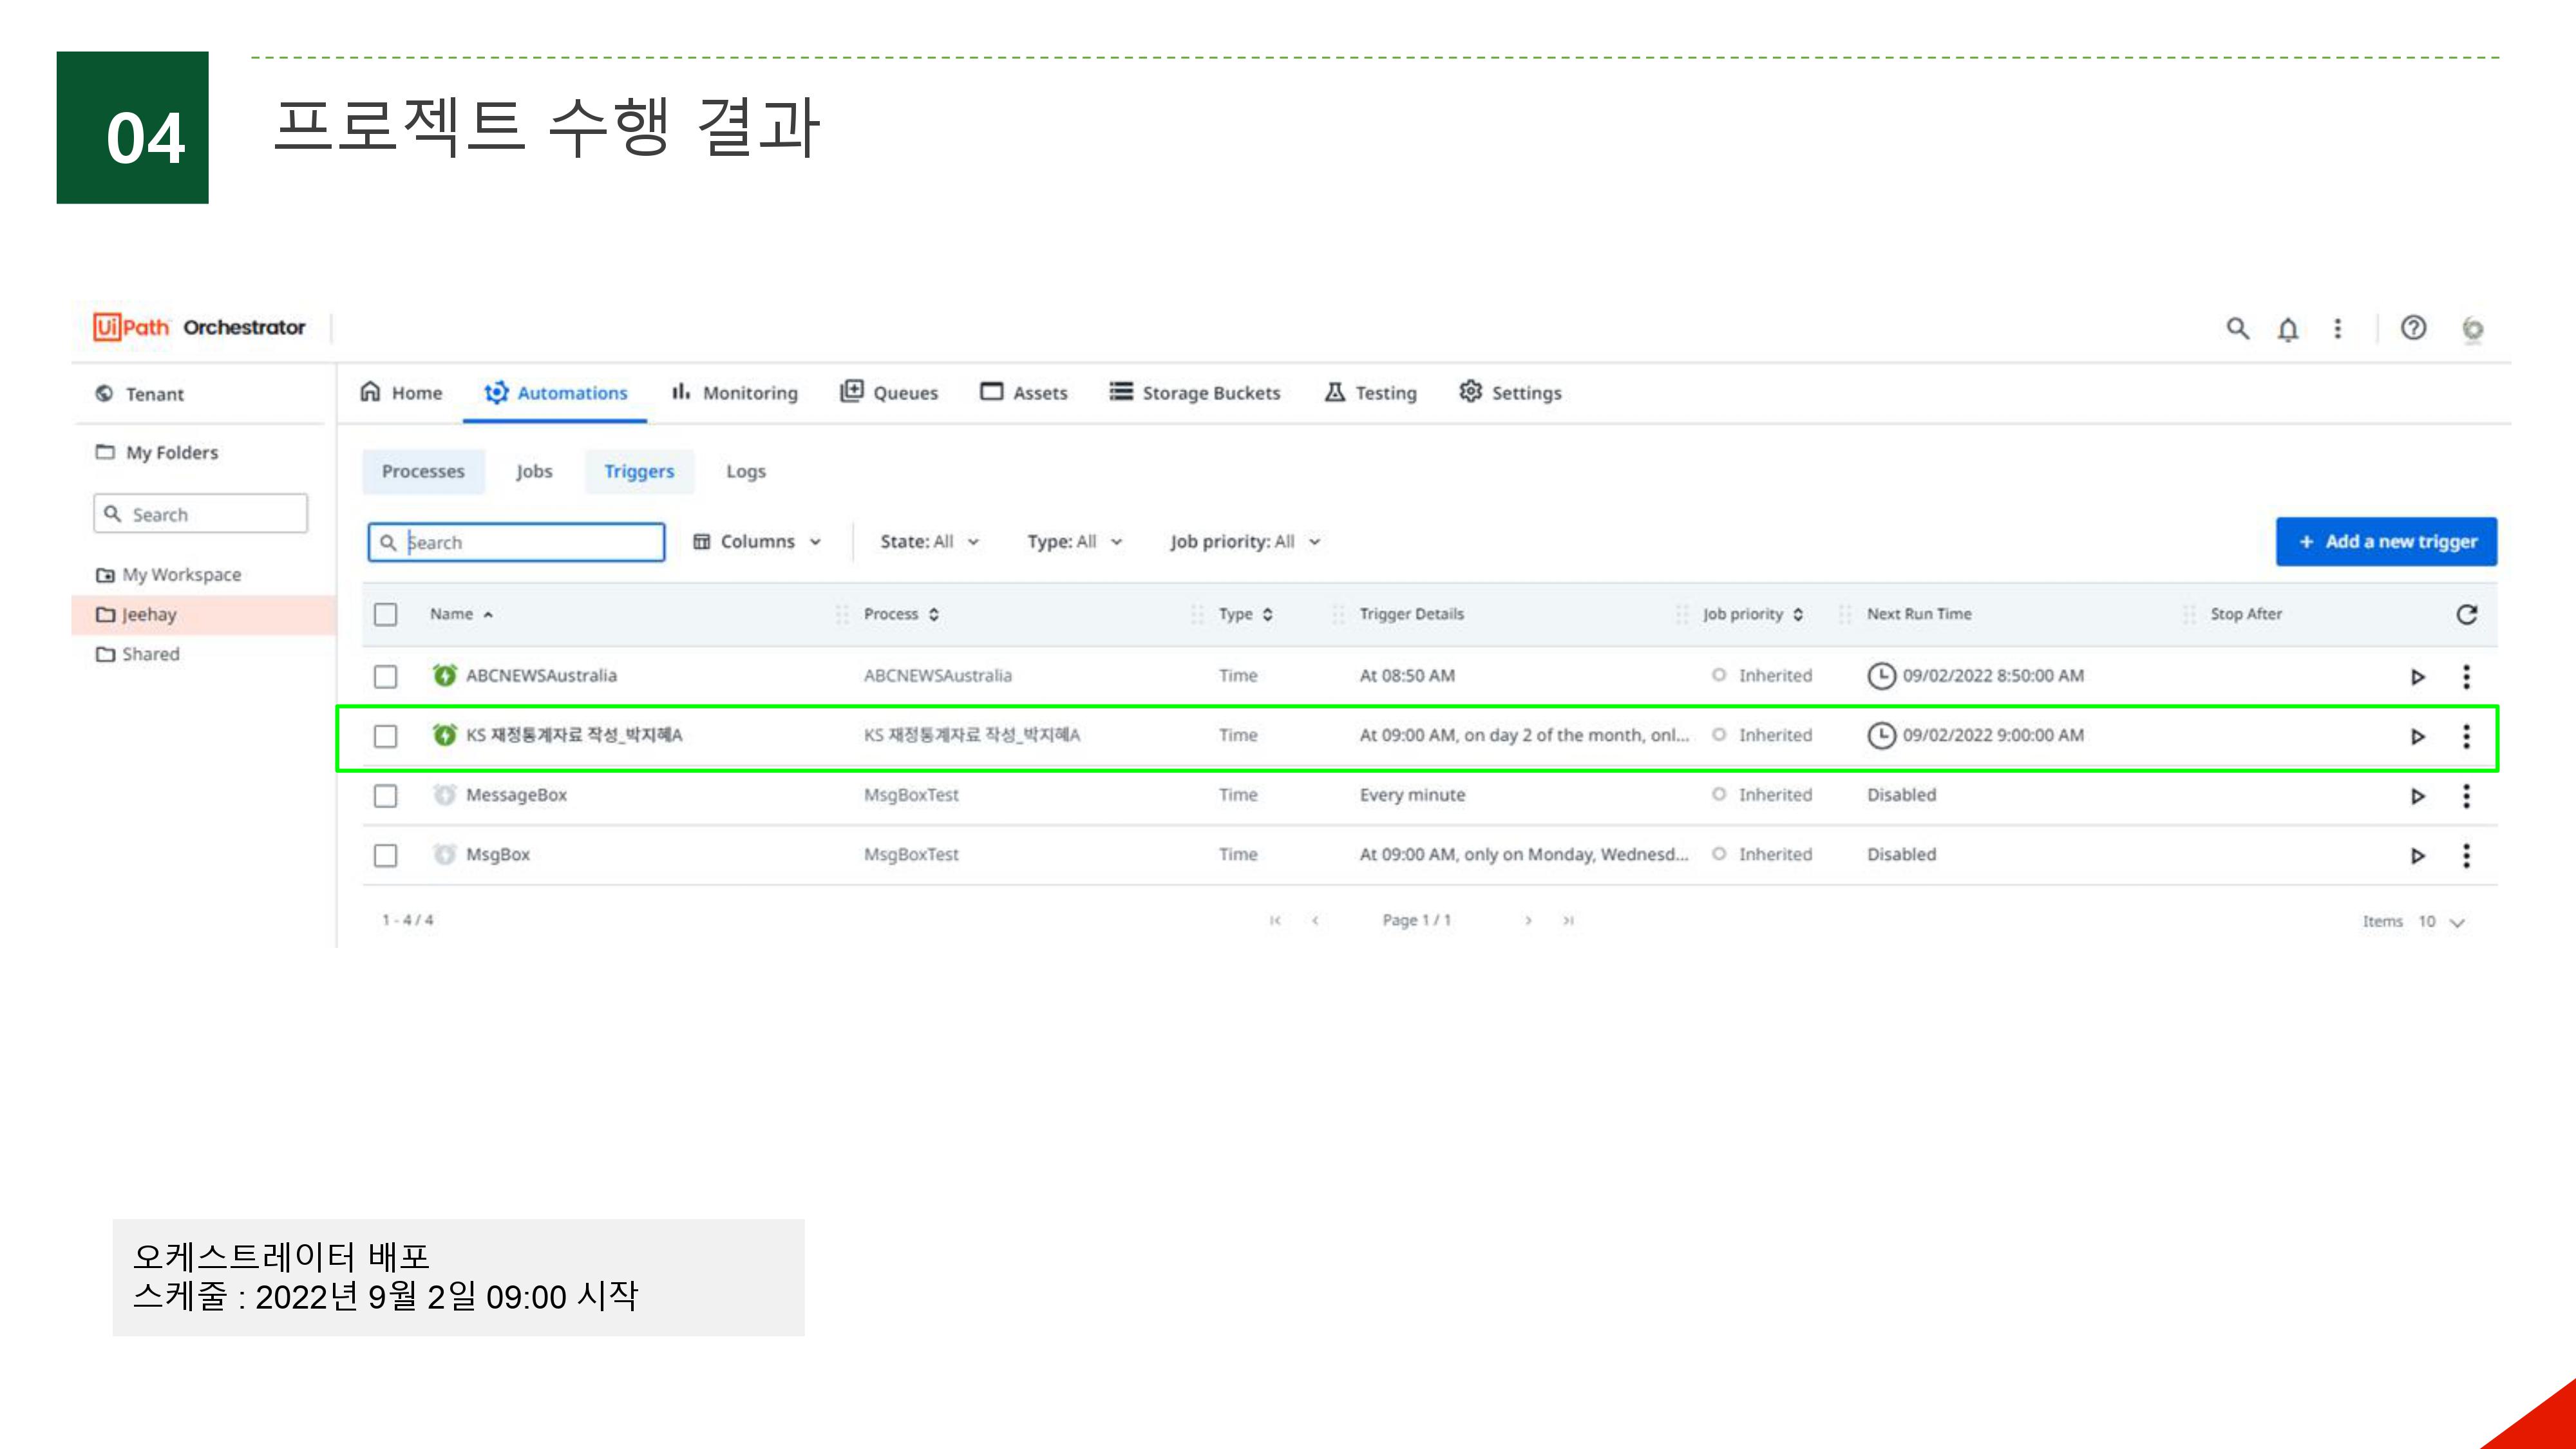 04
프로젝트 수행 결과
UiPath Orchestrator
Tenant
Home Automations Monitoring Queues Assets Storage Buckets Testing Settings
My Folders
Processes Jobs Triggers Logs
Search
Search Columns State: All Type: All Job priority: All + Add a new trigger
My Workspace
Jeehay
Shared
Name Process Type Trigger Details Job priority Next Run Time Stop After
ABCNEWSAustralia ABCNEWSAustralia Time At 08:50 AM Inherited 09/02/2022 8:50:00 AM
KS 재정통계자료 작성_박지혜A KS 재정통계자료 작성_박지혜A Time At 09:00 AM, on day 2 of the month, onl... Inherited 09/02/2022 9:00:00 AM
MessageBox MsgBoxTest Time Every minute Inherited Disabled
MsgBox MsgBoxTest Time At 09:00 AM, only on Monday, Wednesd... Inherited Disabled
1 - 4 / 4 Page 1 / 1 Items 10
오케스트레이터 배포
스케줄 : 2022년 9월 2일 09:00 시작